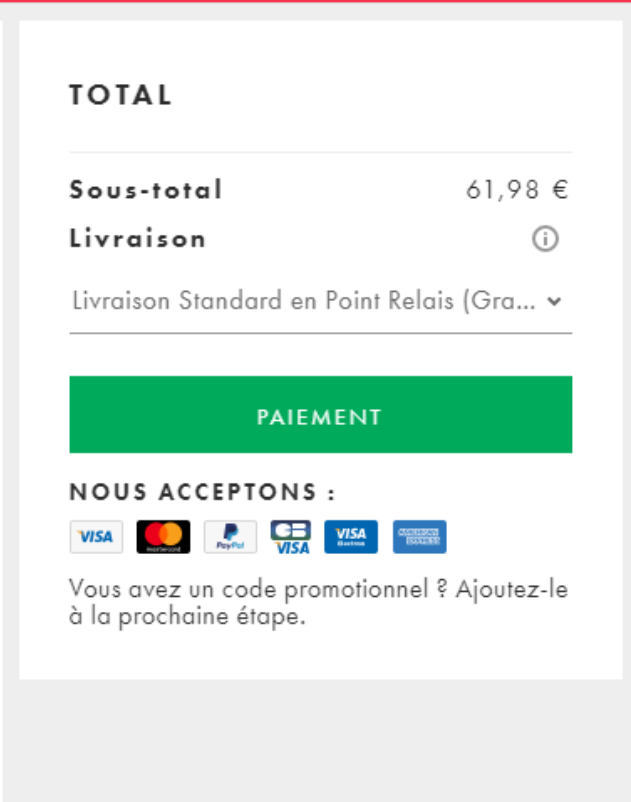 TOTAL
Sous-total 61,98 €
Livraison
Livraison Standard en Point Relais (Gra...
PAIEMENT
NOUS ACCEPTONS :
VISA mastercard PayPal CB VISA VISA Electron AMERICAN EXPRESS
Vous avez un code promotionnel ? Ajoutez-le
à la prochaine étape.